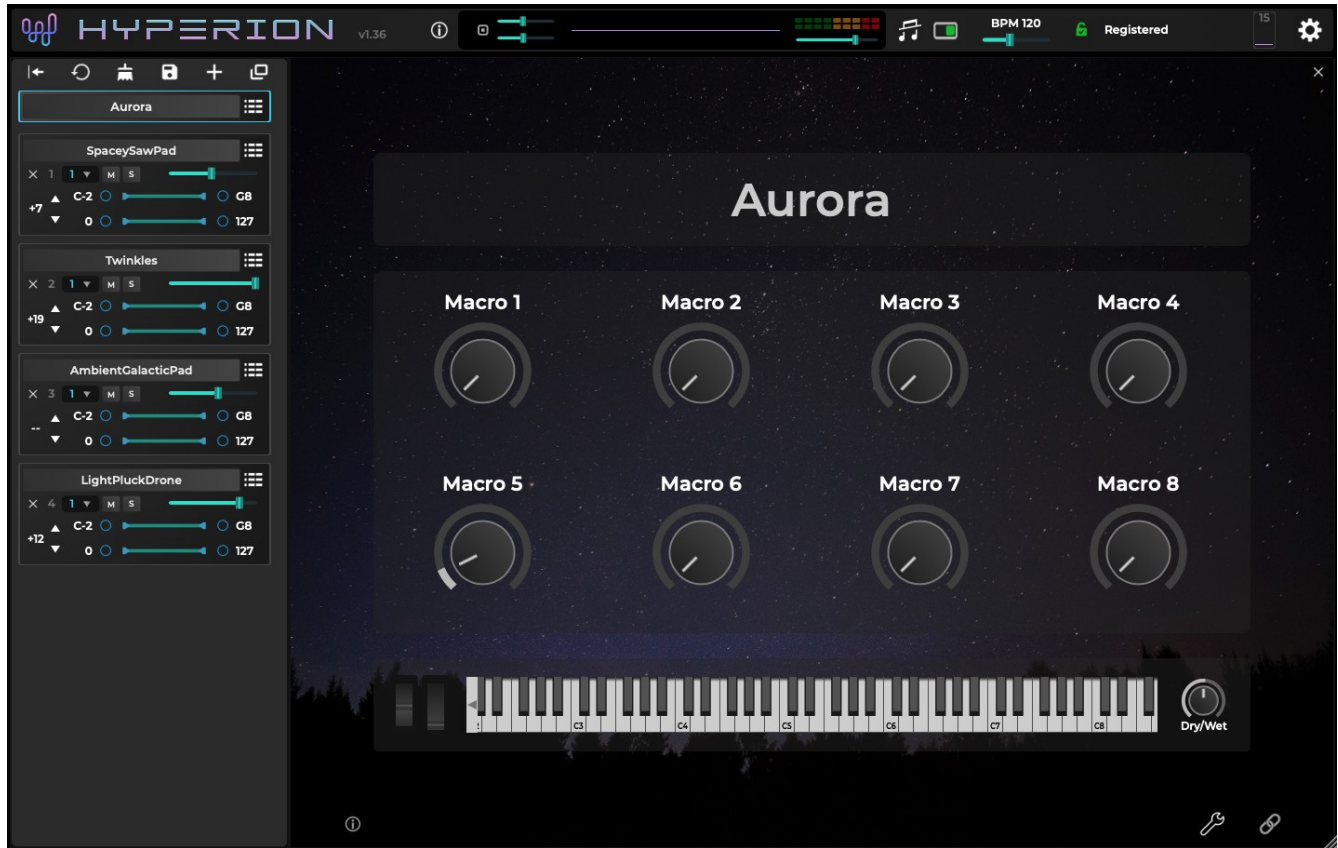 HYPERION
v1.36
BPM 120
Registered
15
Aurora
SpaceySawPad
1 1 M S
+7 C-2 G8
0 127
Twinkles
2 1 M S
+19 C-2 G8
0 127
AmbientGalacticPad
3 1 M S
-- C-2 G8
0 127
LightPluckDrone
4 1 M S
+12 C-2 G8
0 127
Aurora
Macro 1 Macro 2 Macro 3 Macro 4
Macro 5 Macro 6 Macro 7 Macro 8
C3 C4 C5 C6 C7 C8
Dry/Wet